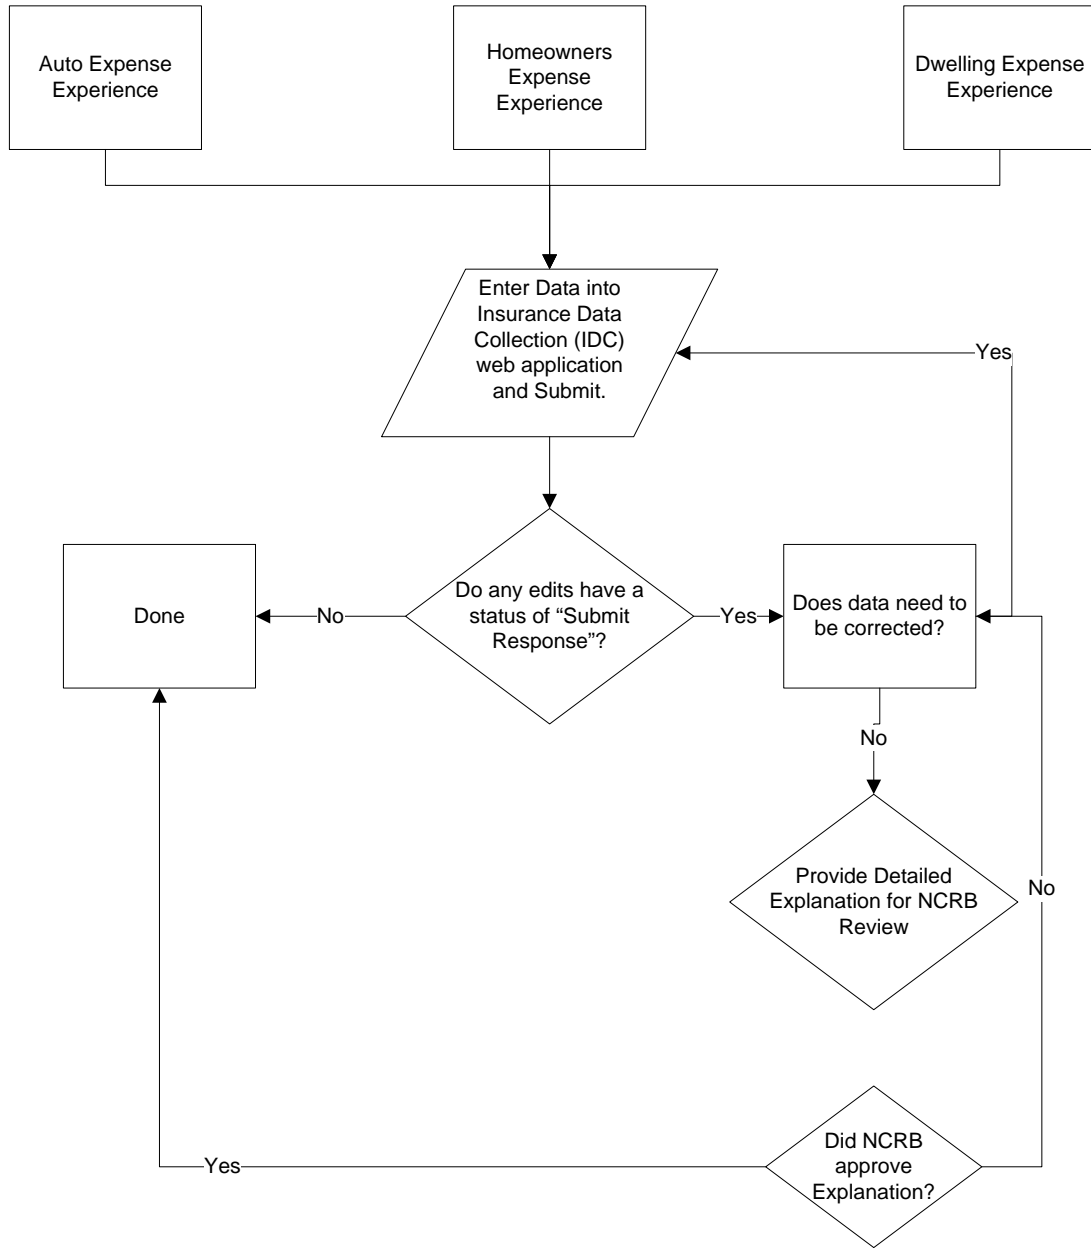 Auto Expense
Experience
Homeowners
Expense
Experience
Dwelling Expense
Experience
Enter Data into
Insurance Data
Collection (IDC)
web application
and Submit.
Yes
Done
No
Do any edits have a
status of “Submit
Response”?
Yes
Does data need to
be corrected?
No
Provide Detailed
Explanation for NCRB
Review
No
Did NCRB
approve
Explanation?
Yes